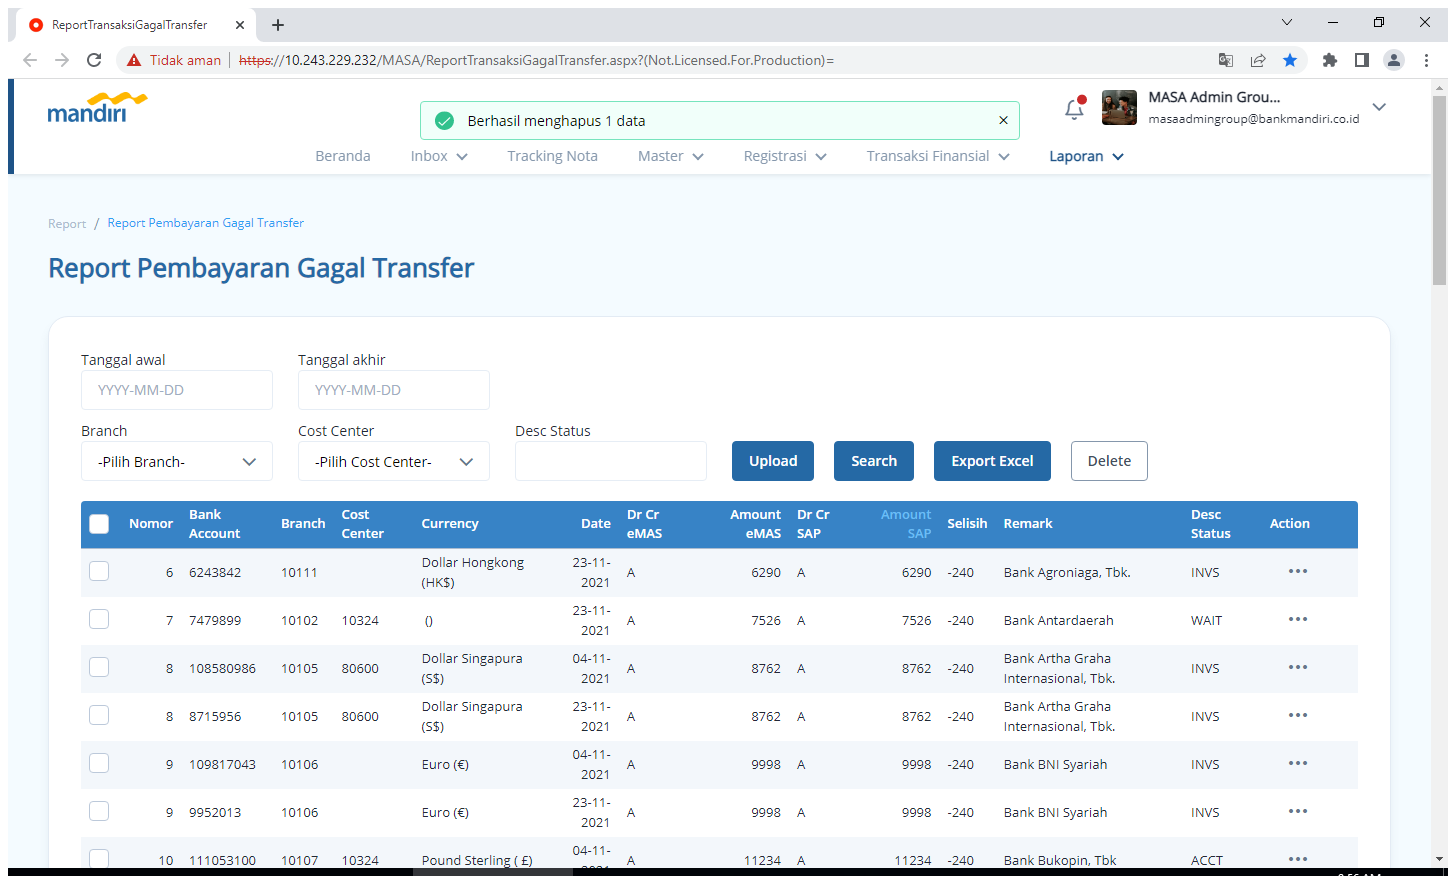 ReportTransaksiGagalTransfer
Tidak aman https://10.243.229.232/MASA/ReportTransaksiGagalTransfer.aspx?(Not.Licensed.For.Production)=
mandiri
Berhasil menghapus 1 data
MASA Admin Grou...
masaadmingroup@bankmandiri.co.id
Beranda Inbox Tracking Nota Master Registrasi Transaksi Finansial Laporan
Report / Report Pembayaran Gagal Transfer
Report Pembayaran Gagal Transfer
Tanggal awal Tanggal akhir
YYYY-MM-DD YYYY-MM-DD
Branch Cost Center Desc Status
-Pilih Branch- -Pilih Cost Center- Upload Search Export Excel Delete
Nomor Bank Account Branch Cost Center Currency Date Dr Cr eMAS Amount eMAS Dr Cr SAP Amount SAP Selisih Remark Desc Status Action
6 6243842 10111 Dollar Hongkong (HK$) 23-11-2021 A 6290 A 6290 -240 Bank Agroniaga, Tbk. INVS
7 7479899 10102 10324 () 23-11-2021 A 7526 A 7526 -240 Bank Antardaerah WAIT
8 108580986 10105 80600 Dollar Singapura (S$) 04-11-2021 A 8762 A 8762 -240 Bank Artha Graha Internasional, Tbk. INVS
8 8715956 10105 80600 Dollar Singapura (S$) 23-11-2021 A 8762 A 8762 -240 Bank Artha Graha Internasional, Tbk. INVS
9 109817043 10106 Euro (€) 04-11-2021 A 9998 A 9998 -240 Bank BNI Syariah INVS
9 9952013 10106 Euro (€) 23-11-2021 A 9998 A 9998 -240 Bank BNI Syariah INVS
10 111053100 10107 10324 Pound Sterling ( £) 04-11- A 11234 A 11234 -240 Bank Bukopin, Tbk ACCT